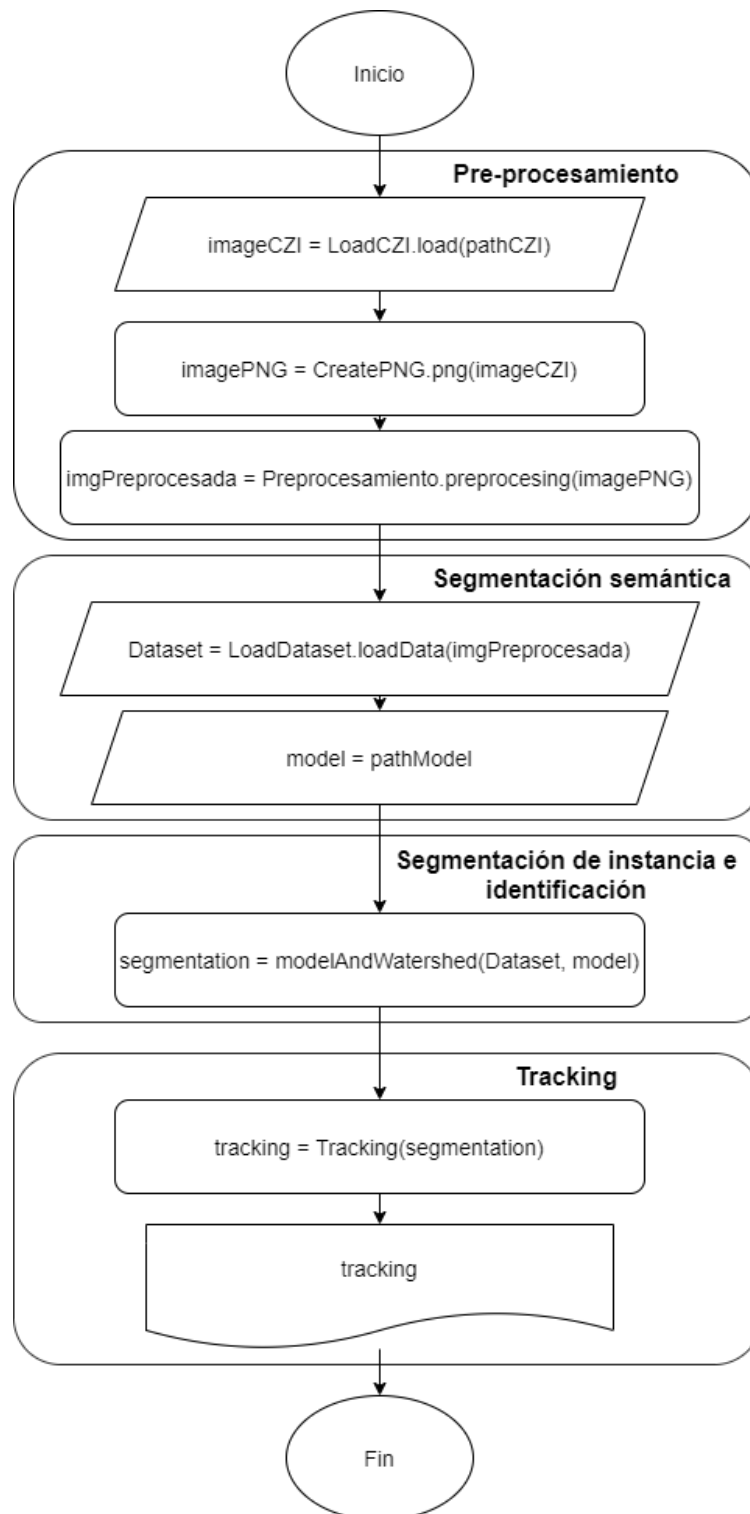 Inicio
Pre-procesamiento
imageCZI = LoadCZI.load(pathCZI)
imagePNG = CreatePNG.png(imageCZI)
imgPreprocesada = Preprocesamiento.preprocesing(imagePNG)
Segmentación semántica
Dataset = LoadDataset.loadData(imgPreprocesada)
model = pathModel
Segmentación de instancia e
identificación
segmentation = modelAndWatershed(Dataset, model)
Tracking
tracking = Tracking(segmentation)
tracking
Fin